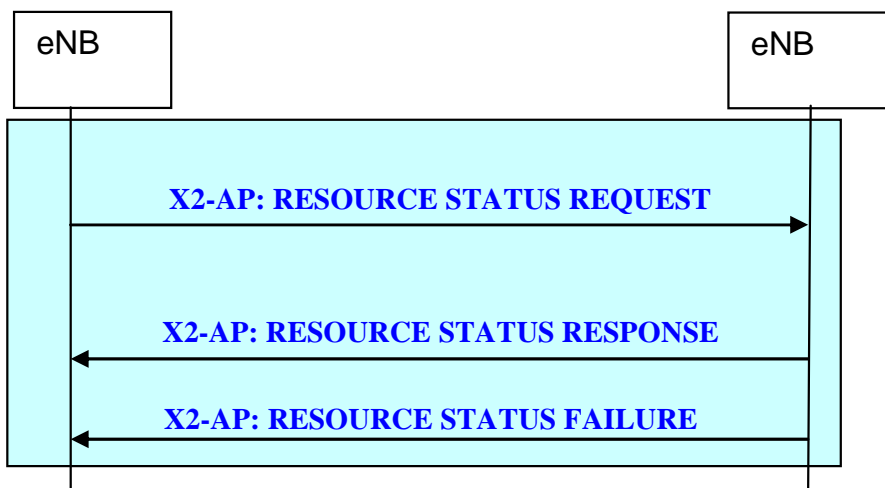 eNB
eNB
X2-AP: RESOURCE STATUS REQUEST
X2-AP: RESOURCE STATUS RESPONSE
X2-AP: RESOURCE STATUS FAILURE